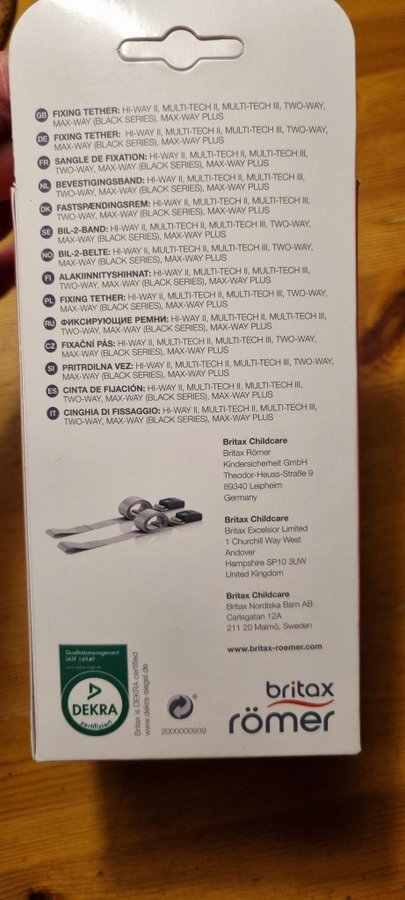 GB FIXING TETHER: HI-WAY II, MULTI-TECH II, MULTI-TECH III, TWO-WAY,
MAX-WAY (BLACK SERIES), MAX-WAY PLUS
DE FIXING TETHER: HI-WAY II, MULTI-TECH II, MULTI-TECH III, TWO-WAY,
MAX-WAY (BLACK SERIES), MAX-WAY PLUS
FR SANGLE DE FIXATION: HI-WAY II, MULTI-TECH II, MULTI-TECH III,
TWO-WAY, MAX-WAY (BLACK SERIES), MAX-WAY PLUS
NL BEVESTIGINGSBAND: HI-WAY II, MULTI-TECH II, MULTI-TECH III,
TWO-WAY, MAX-WAY (BLACK SERIES), MAX-WAY PLUS
DK FASTSPÆNDINGSREM: HI-WAY II, MULTI-TECH II, MULTI-TECH III,
TWO-WAY, MAX-WAY (BLACK SERIES), MAX-WAY PLUS
SE BIL-2-BAND: HI-WAY II, MULTI-TECH II, MULTI-TECH III, TWO-WAY,
MAX-WAY (BLACK SERIES), MAX-WAY PLUS
NO BIL-2-BELTE: HI-WAY II, MULTI-TECH II, MULTI-TECH III, TWO-WAY,
MAX-WAY (BLACK SERIES), MAX-WAY PLUS
FI ALAKIINNITYSHIHNAT: HI-WAY II, MULTI-TECH II, MULTI-TECH III,
TWO-WAY, MAX-WAY (BLACK SERIES), MAX-WAY PLUS
PL FIXING TETHER: HI-WAY II, MULTI-TECH II, MULTI-TECH III, TWO-WAY,
MAX-WAY (BLACK SERIES), MAX-WAY PLUS
RU ФИКСИРУЮЩИЕ РЕМНИ: HI-WAY II, MULTI-TECH II, MULTI-TECH III,
TWO-WAY, MAX-WAY (BLACK SERIES), MAX-WAY PLUS
CZ FIXAČNÍ PÁS: HI-WAY II, MULTI-TECH II, MULTI-TECH III, TWO-WAY,
MAX-WAY (BLACK SERIES), MAX-WAY PLUS
SI PRITRDILNA VEZ: HI-WAY II, MULTI-TECH II, MULTI-TECH III, TWO-WAY,
MAX-WAY (BLACK SERIES), MAX-WAY PLUS
ES CINTA DE FIJACIÓN: HI-WAY II, MULTI-TECH II, MULTI-TECH III,
TWO-WAY, MAX-WAY (BLACK SERIES), MAX-WAY PLUS
IT CINGHIA DI FISSAGGIO: HI-WAY II, MULTI-TECH II, MULTI-TECH III,
TWO-WAY, MAX-WAY (BLACK SERIES), MAX-WAY PLUS
Britax Childcare
Britax Römer
Kindersicherheit GmbH
Theodor-Heuss-Straße 9
89340 Leipheim
Germany
Britax Childcare
Britax Excelsior Limited
1 Churchill Way West
Andover
Hampshire SP10 3UW
United Kingdom
Britax Childcare
Britax Nordiska Barn AB
Carlsgatan 12A
211 20 Malmö, Sweden
www.britax-roemer.com
Qualitätsmanagement
IATF 16949
www.dekra-siegel.de
DEKRA
zertifiziert
Britax is DEKRA certified
www.dekra-siegel.de
®
2000000939
britax
römer